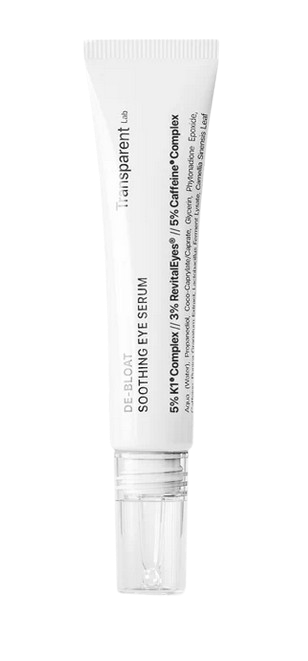 Transparent Lab
DE-BLOAT
SOOTHING EYE SERUM
5% K1® Complex // 3% RevitalEyes® // 5% Caffeine® Complex
Aqua (Water), Propanediol, Coco-Caprylate/Caprate, Glycerin, Phytonadione Epoxide,
Lactobacillus Ferment Lysate, Camellia Sinensis Leaf